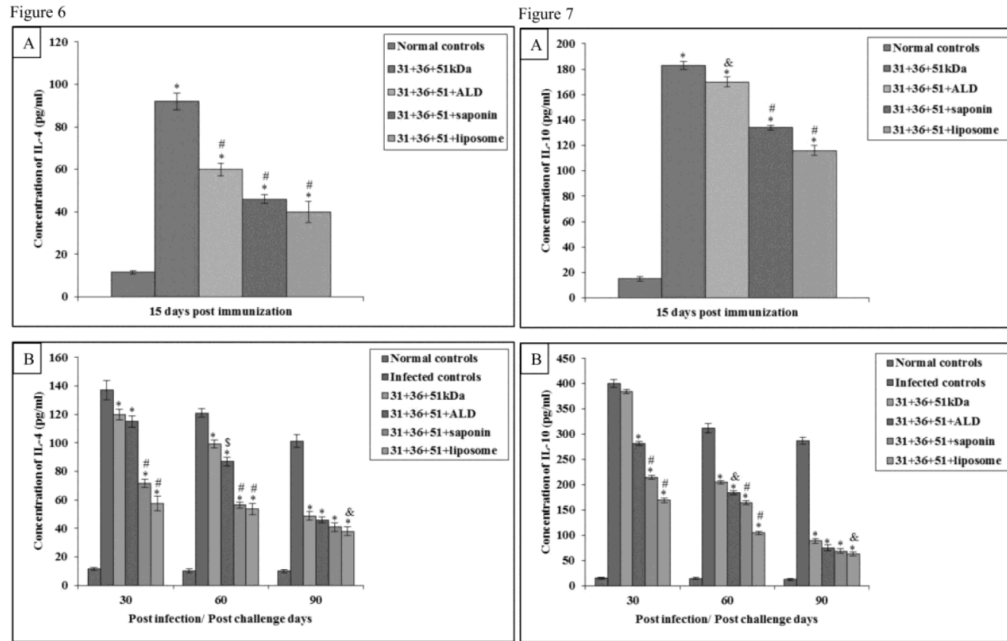 Figure 6
A
Concentration of IL-4 (pg/ml)
120
100
80
60
40
20
0
*
#
*
#
*
#
*
15 days post immunization
Normal controls
31+36+51kDa
31+36+51+ALD
31+36+51+saponin
31+36+51+liposome
B
Concentration of IL-4 (pg/ml)
160
140
120
100
80
60
40
20
0
*
*
#
*
#
*
*
$
*
#
*
#
*
*
*
*
&
*
30 60 90
Post infection/ Post challenge days
Normal controls
Infected controls
31+36+51kDa
31+36+51+ALD
31+36+51+saponin
31+36+51+liposome
Figure 7
A
Concentration of IL-10 (pg/ml)
200
180
160
140
120
100
80
60
40
20
0
*
&
*
#
*
#
*
15 days post immunization
Normal controls
31+36+51kDa
31+36+51+ALD
31+36+51+saponin
31+36+51+liposome
B
Concentration of IL-10 (pg/ml)
450
400
350
300
250
200
150
100
50
0
*
#
*
#
*
*
&
*
#
*
#
*
*
*
*
&
*
30 60 90
Post infection/ Post challenge days
Normal controls
Infected controls
31+36+51kDa
31+36+51+ALD
31+36+51+saponin
31+36+51+liposome